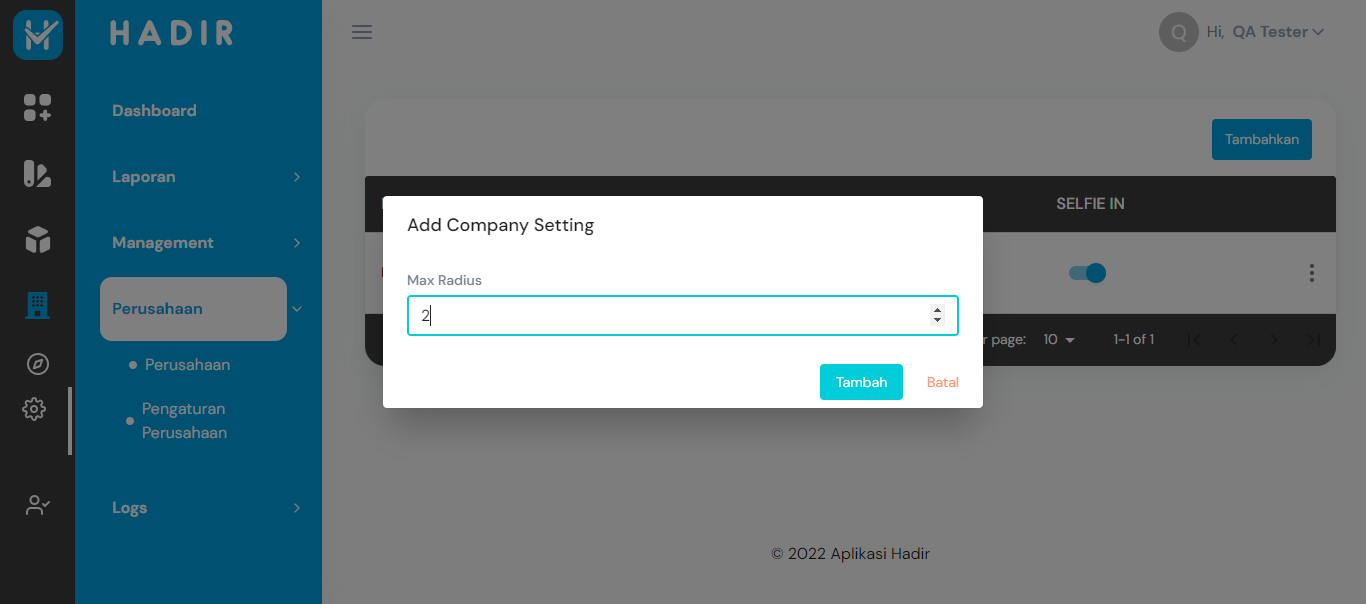 HADIR
Hi, QA Tester
Q
Dashboard
Laporan
Management
Perusahaan
Perusahaan
Pengaturan
Perusahaan
Logs
Tambahkan
SELFIE IN
Add Company Setting
Max Radius
2
Tambah
Batal
page:
10
1-1 of 1
© 2022 Aplikasi Hadir